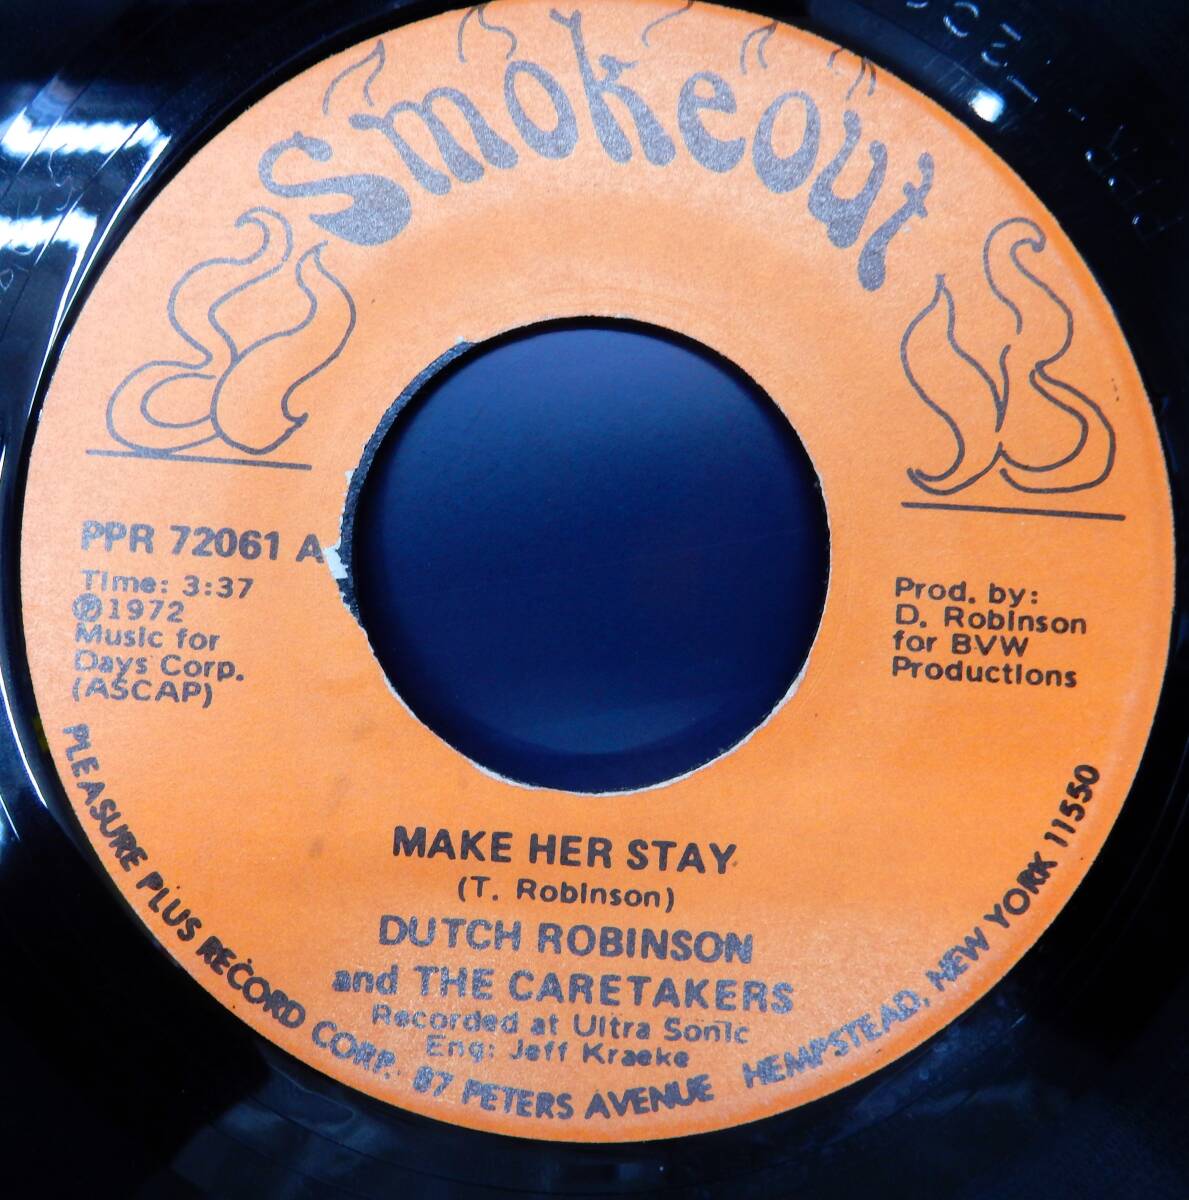 Smokeout
PPR 72061 A
Time: 3:37
℗1972
Music for
Days Corp.
(ASCAP)
Prod. by:
D. Robinson
for BVW
Productions
MAKE HER STAY
(T. Robinson)
DUTCH ROBINSON
and THE CARETAKERS
Recorded at Ultra Sonic
Eng: Jeff Kraeke
PLEASURE PLUS RECORD CORP. 87 PETERS AVENUE HEMPSTEAD, NEW YORK 11550